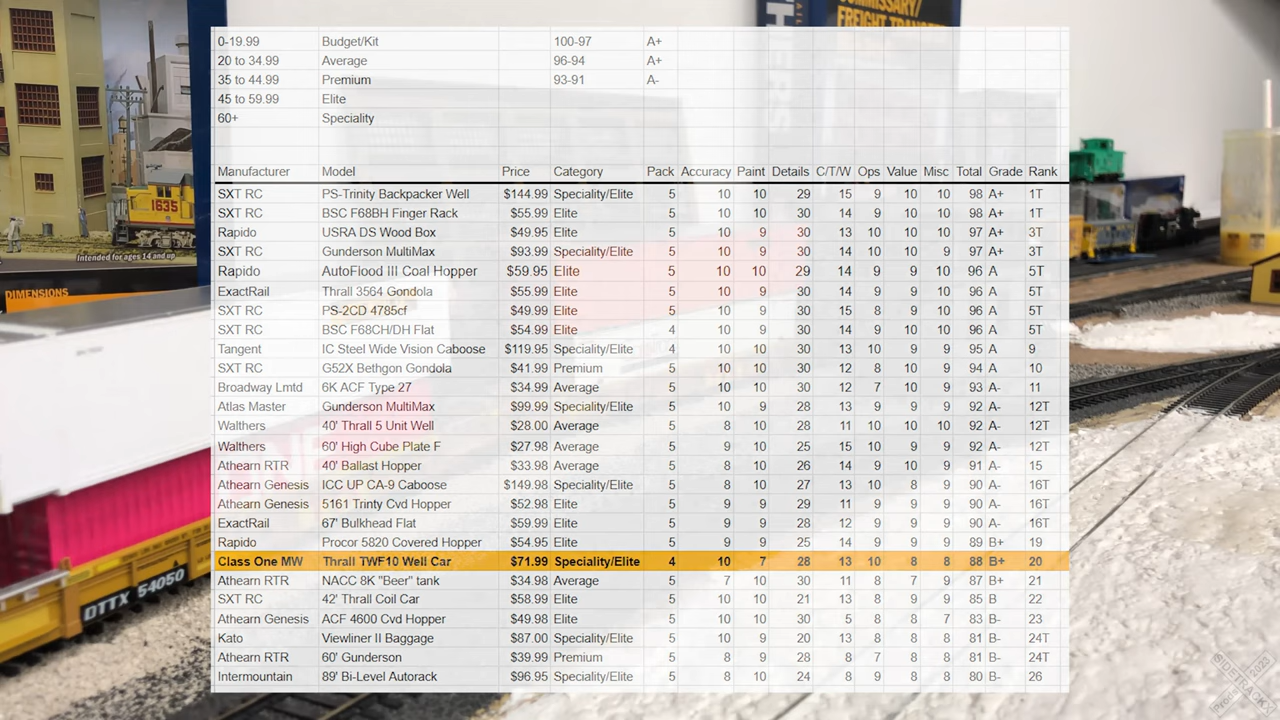 COMMISSARY/
FREIGHT TRANSFER
0-19.99 Budget/Kit 100-97 A+
20 to 34.99 Average 96-94 A+
35 to 44.99 Premium 93-91 A-
45 to 59.99 Elite
60+ Speciality
Manufacturer Model Price Category Pack Accuracy Paint Details C/T/W Ops Value Misc Total Grade Rank
SXT RC PS-Trinity Backpacker Well $144.99 Speciality/Elite 5 10 10 29 15 9 10 10 98 A+ 1T
SXT RC BSC F68BH Finger Rack $55.99 Elite 5 10 10 30 14 9 10 10 98 A+ 1T
Rapido USRA DS Wood Box $49.95 Elite 5 10 9 30 13 10 10 10 97 A+ 3T
SXT RC Gunderson MultiMax $93.99 Speciality/Elite 5 10 9 30 14 10 9 10 97 A+ 3T
Rapido AutoFlood III Coal Hopper $59.95 Elite 5 10 10 29 14 9 9 10 96 A 5T
ExactRail Thrall 3564 Gondola $55.99 Elite 5 10 9 30 14 9 9 10 96 A 5T
SXT RC PS-2CD 4785cf $49.99 Elite 5 10 9 30 15 8 9 10 96 A 5T
SXT RC BSC F68CH/DH Flat $54.99 Elite 4 10 9 30 14 9 10 10 96 A 5T
Tangent IC Steel Wide Vision Caboose $119.95 Speciality/Elite 4 10 10 30 13 10 9 9 95 A 9
SXT RC G52X Bethgon Gondola $41.99 Premium 5 10 10 30 12 8 10 9 94 A 10
Broadway Lmtd 6K ACF Type 27 $34.99 Average 5 10 10 30 12 7 10 9 93 A- 11
Atlas Master Gunderson MultiMax $99.99 Speciality/Elite 5 10 9 28 13 9 9 9 92 A- 12T
Walthers 40' Thrall 5 Unit Well $28.00 Average 5 8 10 28 11 10 10 10 92 A- 12T
Walthers 60' High Cube Plate F $27.98 Average 5 9 10 25 15 10 9 9 92 A- 12T
Athearn RTR 40' Ballast Hopper $33.98 Average 5 8 10 26 14 9 10 9 91 A- 15
Athearn Genesis ICC UP CA-9 Caboose $149.98 Speciality/Elite 5 8 10 27 13 10 8 9 90 A- 16T
Athearn Genesis 5161 Trinty Cvd Hopper $52.98 Elite 5 9 9 29 11 9 9 9 90 A- 16T
ExactRail 67' Bulkhead Flat $59.99 Elite 5 9 9 28 12 9 9 9 90 A- 16T
Rapido Procor 5820 Covered Hopper $54.95 Elite 5 9 9 25 14 9 9 9 89 B+ 19
Class One MW Thrall TWF10 Well Car $71.99 Speciality/Elite 4 10 7 28 13 10 8 8 88 B+ 20
Athearn RTR NACC 8K "Beer" tank $34.98 Average 5 7 10 30 11 8 7 9 87 B+ 21
SXT RC 42' Thrall Coil Car $58.99 Elite 5 10 10 21 13 8 9 9 85 B 22
Athearn Genesis ACF 4600 Cvd Hopper $49.98 Elite 5 10 10 30 5 8 8 7 83 B- 23
Kato Viewliner II Baggage $87.00 Speciality/Elite 5 10 9 20 13 8 8 8 81 B- 24T
Athearn RTR 60' Gunderson $39.99 Premium 5 8 9 28 8 7 8 8 81 B- 24T
Intermountain 89' Bi-Level Autorack $96.95 Speciality/Elite 5 8 10 24 8 9 8 8 80 B- 26
1635
Intended for ages 14 and up
DIMENSIONS
DTTX 54050